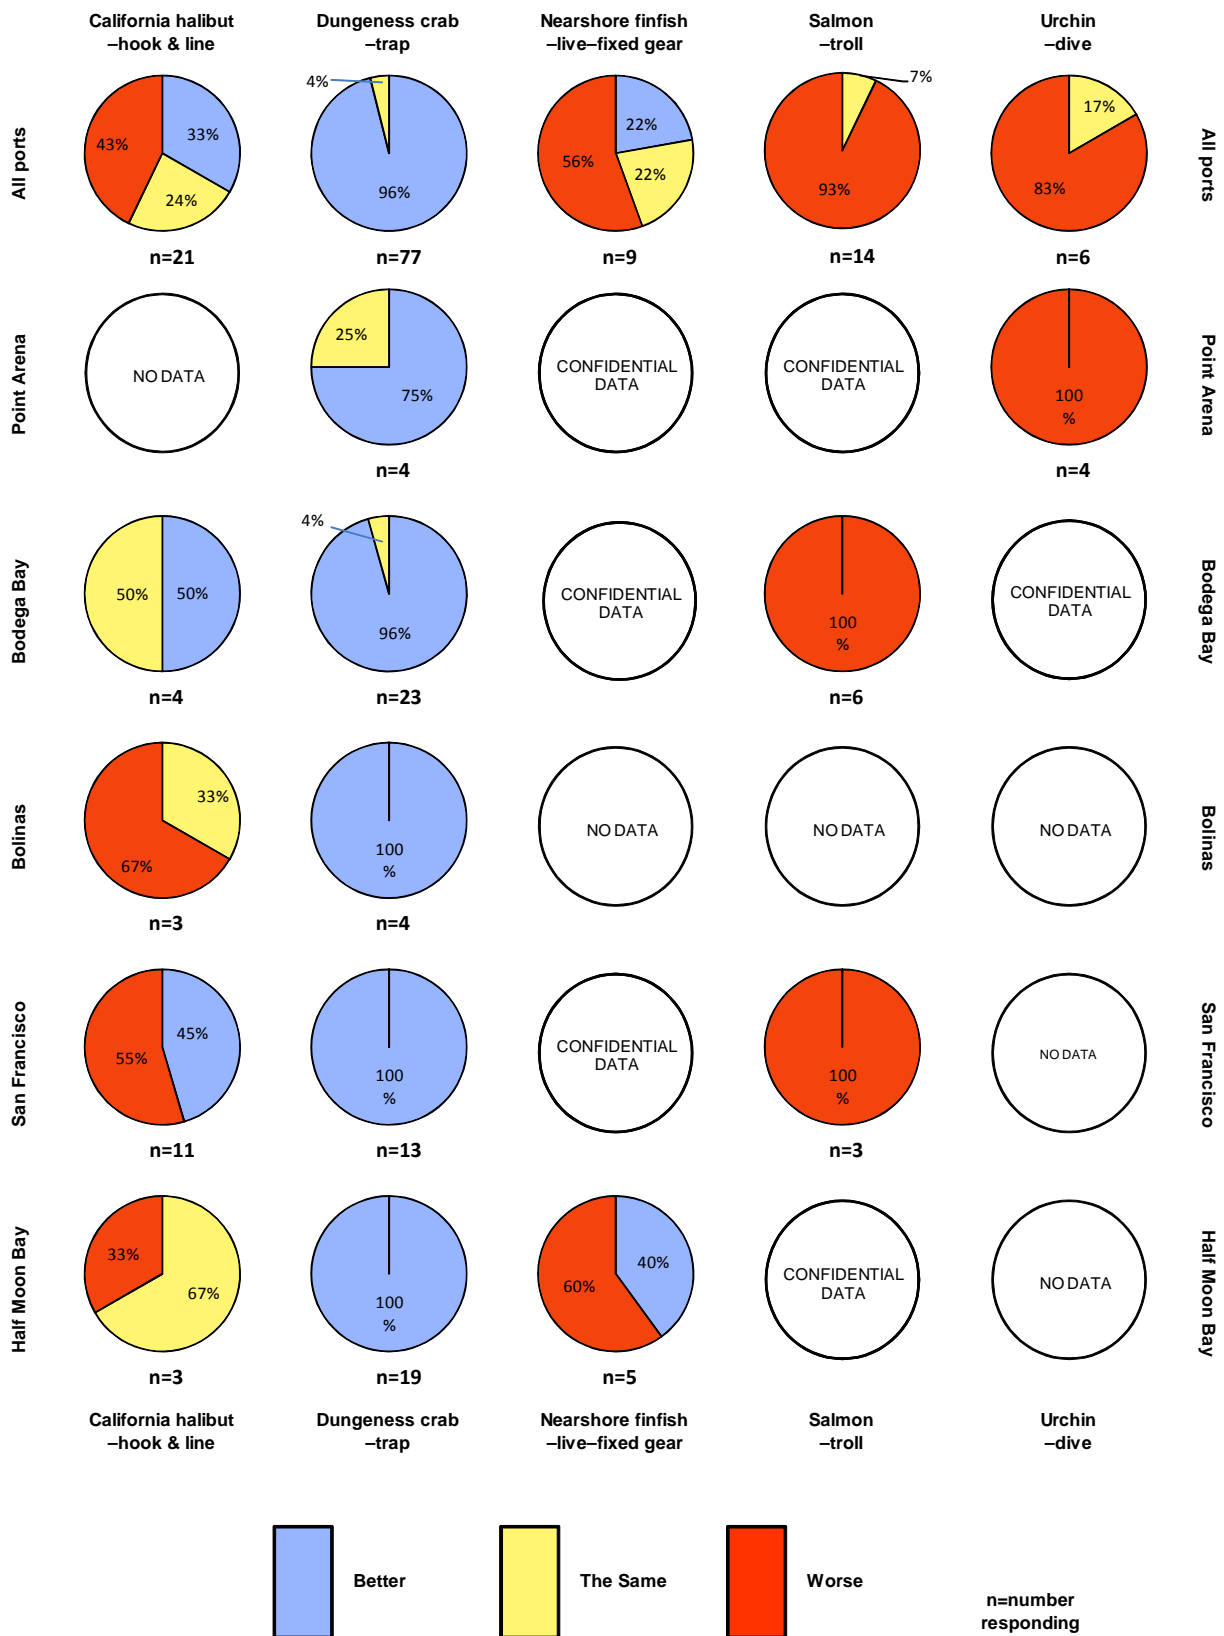 California halibut
–hook & line
Dungeness crab
–trap
Nearshore finfish
–live–fixed gear
Salmon
–troll
Urchin
–dive
All ports
43%
33%
24%
n=21
4%
96%
n=77
22%
56%
22%
n=9
7%
93%
n=14
17%
83%
n=6
All ports
Point Arena
NO DATA
25%
75%
n=4
CONFIDENTIAL
DATA
CONFIDENTIAL
DATA
100
%
n=4
Point Arena
Bodega Bay
50%
50%
n=4
4%
96%
n=23
CONFIDENTIAL
DATA
100
%
n=6
CONFIDENTIAL
DATA
Bodega Bay
Bolinas
33%
67%
n=3
100
%
n=4
NO DATA
NO DATA
NO DATA
Bolinas
San Francisco
45%
55%
n=11
100
%
n=13
CONFIDENTIAL
DATA
100
%
n=3
NO DATA
San Francisco
Half Moon Bay
33%
67%
n=3
100
%
n=19
40%
60%
n=5
CONFIDENTIAL
DATA
NO DATA
Half Moon Bay
California halibut
–hook & line
Dungeness crab
–trap
Nearshore finfish
–live–fixed gear
Salmon
–troll
Urchin
–dive
Better
The Same
Worse
n=number
responding